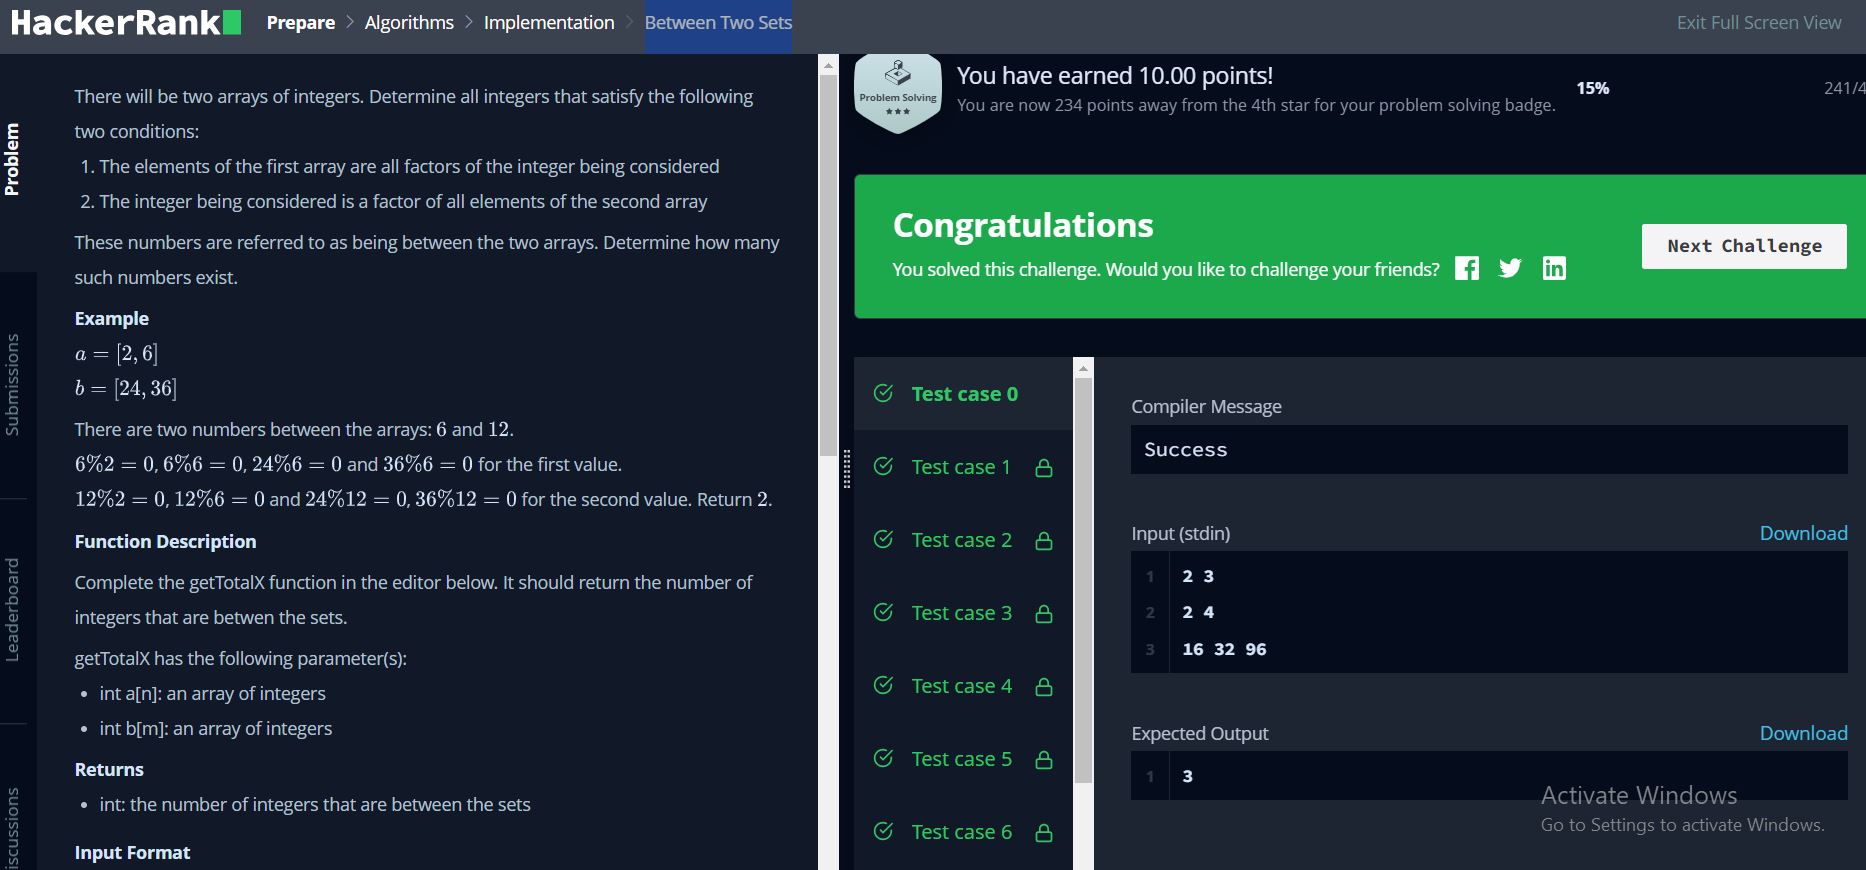 HackerRank Prepare > Algorithms > Implementation > Between Two Sets
Exit Full Screen View
Problem
Submissions
Leaderboard
iscussions
There will be two arrays of integers. Determine all integers that satisfy the following
two conditions:
1. The elements of the first array are all factors of the integer being considered
2. The integer being considered is a factor of all elements of the second array
These numbers are referred to as being between the two arrays. Determine how many
such numbers exist.
Example
a = [2, 6]
b = [24, 36]
There are two numbers between the arrays: 6 and 12.
6%2 = 0, 6%6 = 0, 24%6 = 0 and 36%6 = 0 for the first value.
12%2 = 0, 12%6 = 0 and 24%12 = 0, 36%12 = 0 for the second value. Return 2.
Function Description
Complete the getTotalX function in the editor below. It should return the number of
integers that are betwen the sets.
getTotalX has the following parameter(s):
• int a[n]: an array of integers
• int b[m]: an array of integers
Returns
• int: the number of integers that are between the sets
Input Format
Problem Solving
You have earned 10.00 points!
You are now 234 points away from the 4th star for your problem solving badge.
15%
241/4
Congratulations
You solved this challenge. Would you like to challenge your friends?
Next Challenge
Test case 0
Test case 1
Test case 2
Test case 3
Test case 4
Test case 5
Test case 6
Compiler Message
Success
Input (stdin)
Download
1 2 3
2 2 4
3 16 32 96
Expected Output
Download
1 3
Activate Windows
Go to Settings to activate Windows.